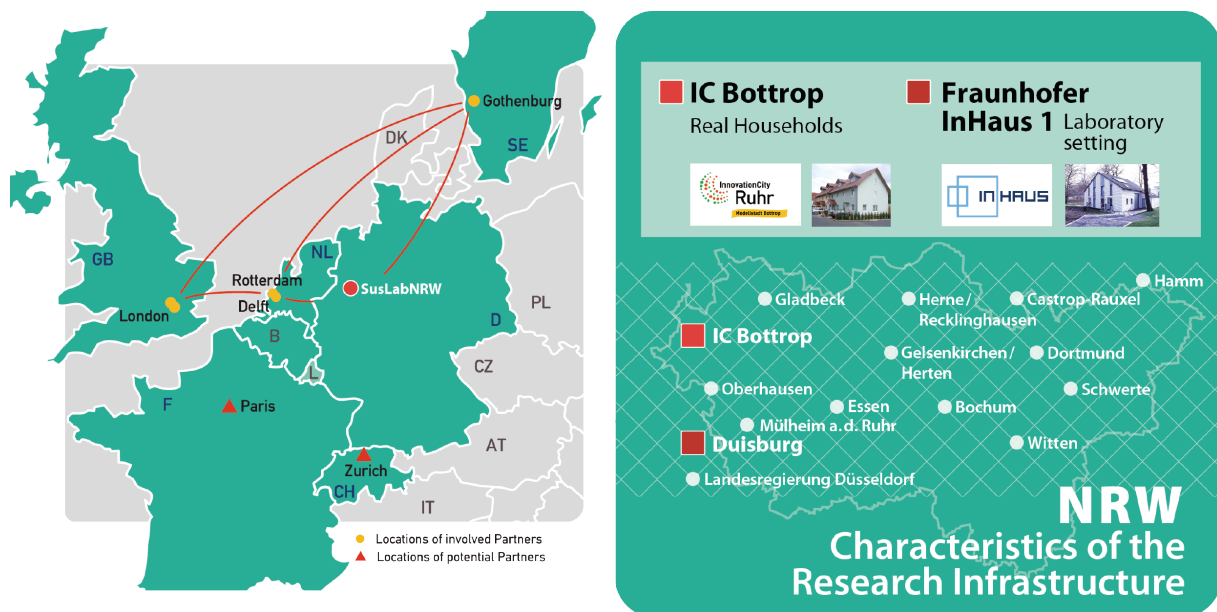 Gothenburg
DK
SE
GB
NL
Rotterdam
SusLabNRW
Delft
London
PL
D
B
L
CZ
F
Paris
AT
Zurich
CH
IT
Locations of involved Partners
Locations of potential Partners
IC Bottrop
Real Households
InnovationCity
Ruhr
Modellstadt Bottrop
Fraunhofer
InHaus 1 Laboratory
setting
INHAUS
Hamm
Gladbeck
Herne/
Recklinghausen
Castrop-Rauxel
IC Bottrop
Gelsenkirchen/
Herten
Dortmund
Oberhausen
Schwerte
Essen
Bochum
Mülheim a.d. Ruhr
Duisburg
Witten
Landesregierung Düsseldorf
NRW
Characteristics of the
Research Infrastructure